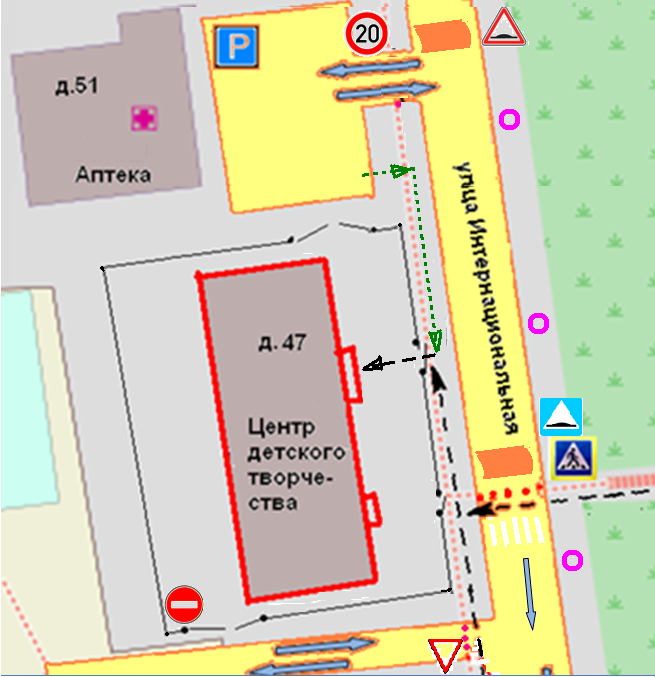 P
20
д.51
Аптека
улица Интернациональная
д. 47
Центр
детского
творче-
ства